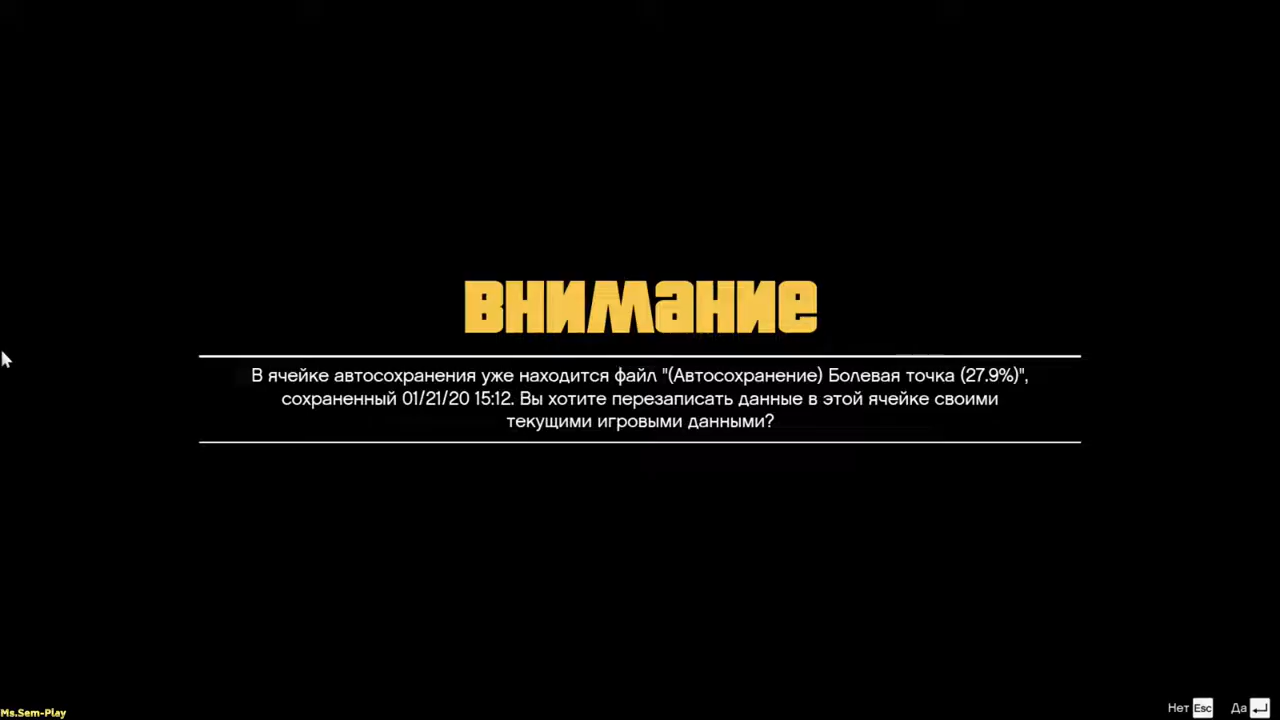 внимание
В ячейке автосохранения уже находится файл "(Автосохранение) Болевая точка (27.9%)",
сохраненный 01/21/20 15:12. Вы хотите перезаписать данные в этой ячейке своими
текущими игровыми данными?
Нет Esc Да
Ms.Sem-Play